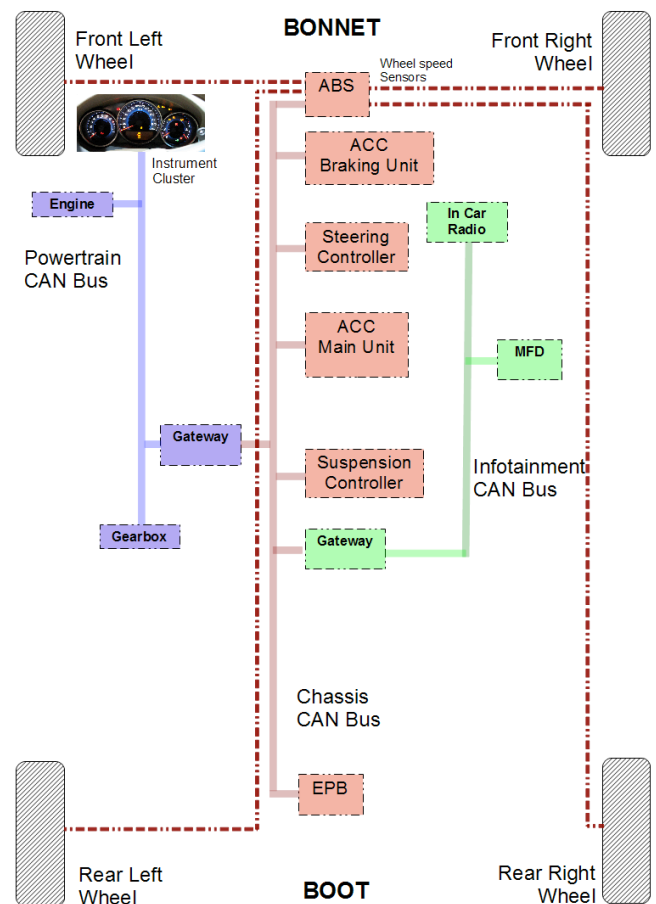 BONNET
Front Left
Wheel
Front Right
Wheel
Wheel speed
Sensors
ABS
Instrument
Cluster
ACC
Braking Unit
Engine
In Car
Radio
Powertrain
CAN Bus
Steering
Controller
ACC
Main Unit
MFD
Gateway
Suspension
Controller
Infotainment
CAN Bus
Gearbox
Gateway
Chassis
CAN Bus
EPB
Rear Left
Wheel
BOOT
Rear Right
Wheel